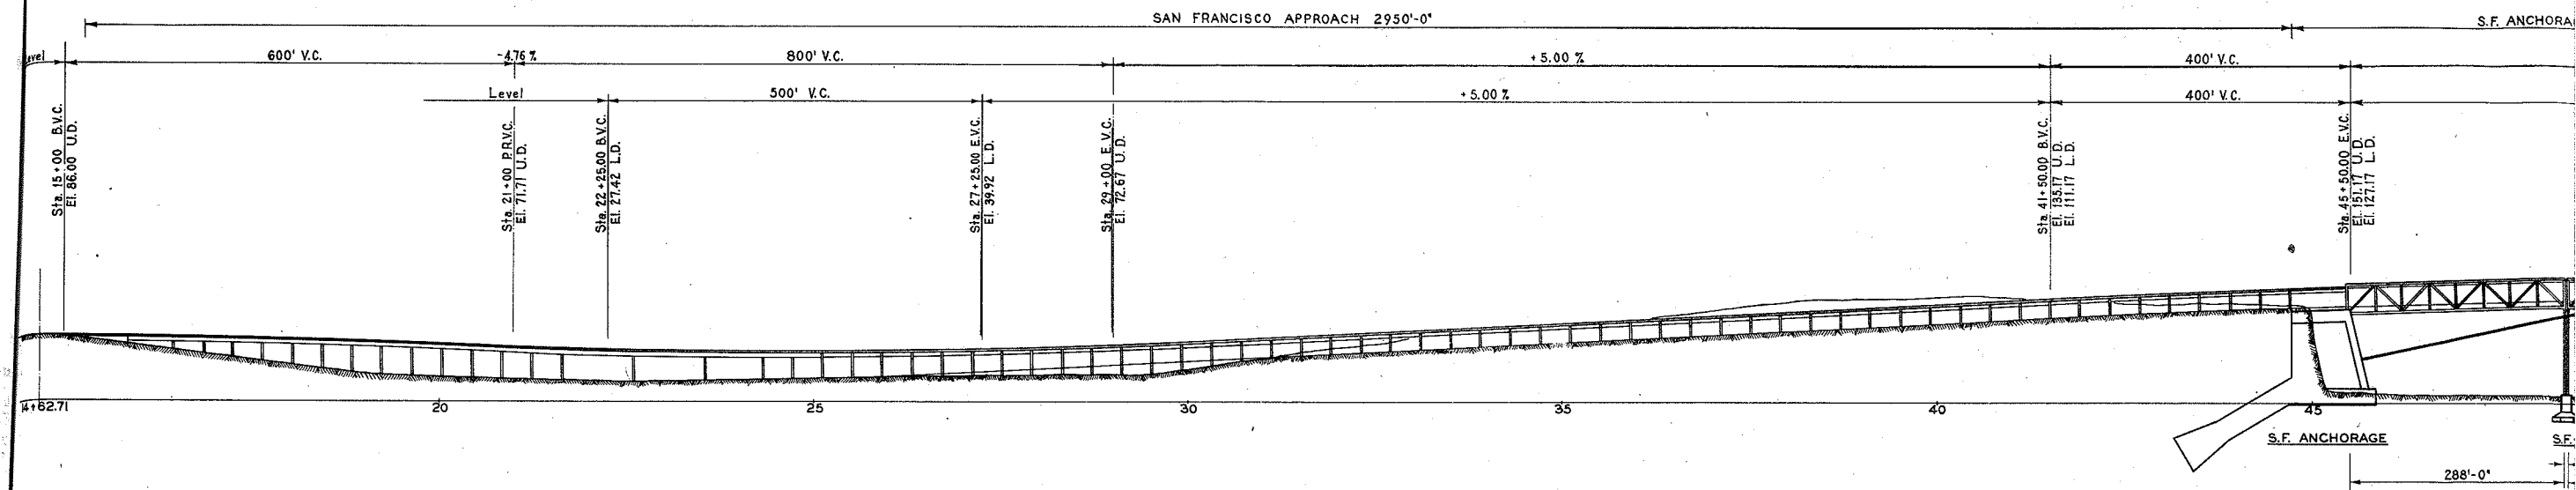 SAN FRANCISCO APPROACH 2950'-0"
S.F. ANCHORA
evel
600' V.C.
-4.76 %
800' V.C.
+5.00 %
400' V.C.
Level
500' V.C.
+5.00 %
400' V.C.
Sta. 15+00 B.V.C.
El. 86.00 U.D.
Sta. 21+00 P.R.V.C.
El. 71.71 U.D.
Sta. 22+25.00 B.V.C.
El. 27.42 L.D.
Sta. 27+25.00 E.V.C.
El. 39.92 L.D.
Sta. 29+00 E.V.C.
El. 72.67 U.D.
Sta. 41+50.00 B.V.C.
El. 135.17 U.D.
El. 111.17 L.D.
Sta. 45+50.00 E.V.C.
El. 151.17 U.D.
El. 127.17 L.D.
14+62.71
20
25
30
35
40
45
S.F. ANCHORAGE
S.F.
288'-0"